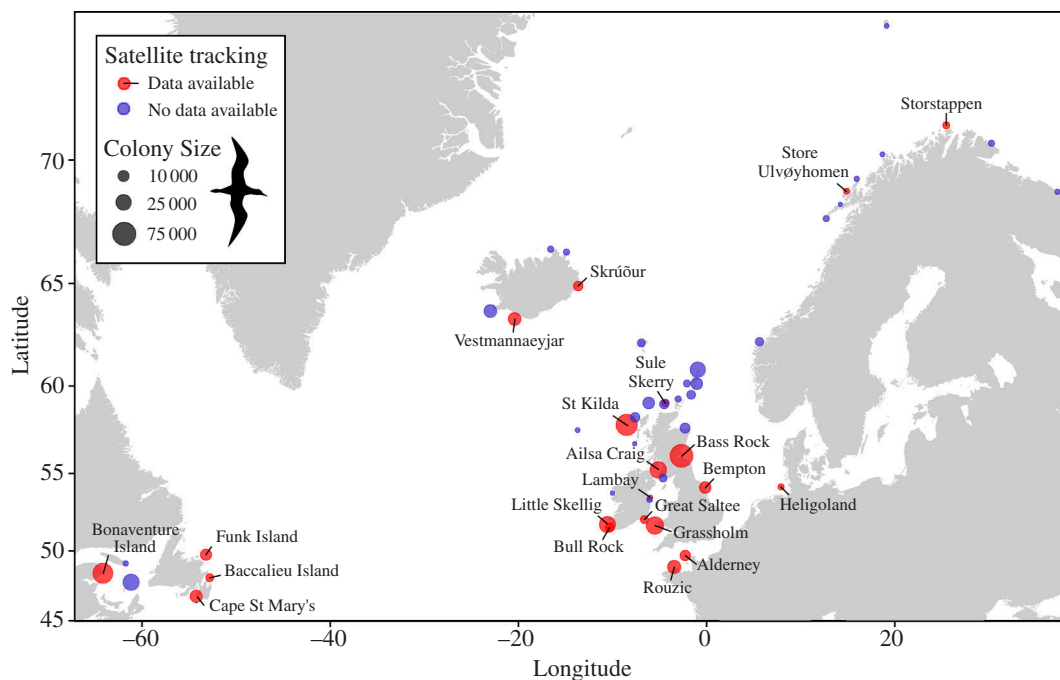 Satellite tracking
Data available
No data available
Colony Size
10 000
25 000
75 000
Storstappen
Store
Ulvøyhomen
Skrúõur
Vestmannaeyjar
Sule
Skerry
St Kilda
Bass Rock
Ailsa Craig
Bempton
Lambay
Heligoland
Little Skellig
Great Saltee
Grassholm
Bull Rock
Alderney
Rouzic
Bonaventure
Island
Funk Island
Baccalieu Island
Cape St Mary's
Latitude
70
65
60
55
50
45
−60
−40
−20
0
20
Longitude